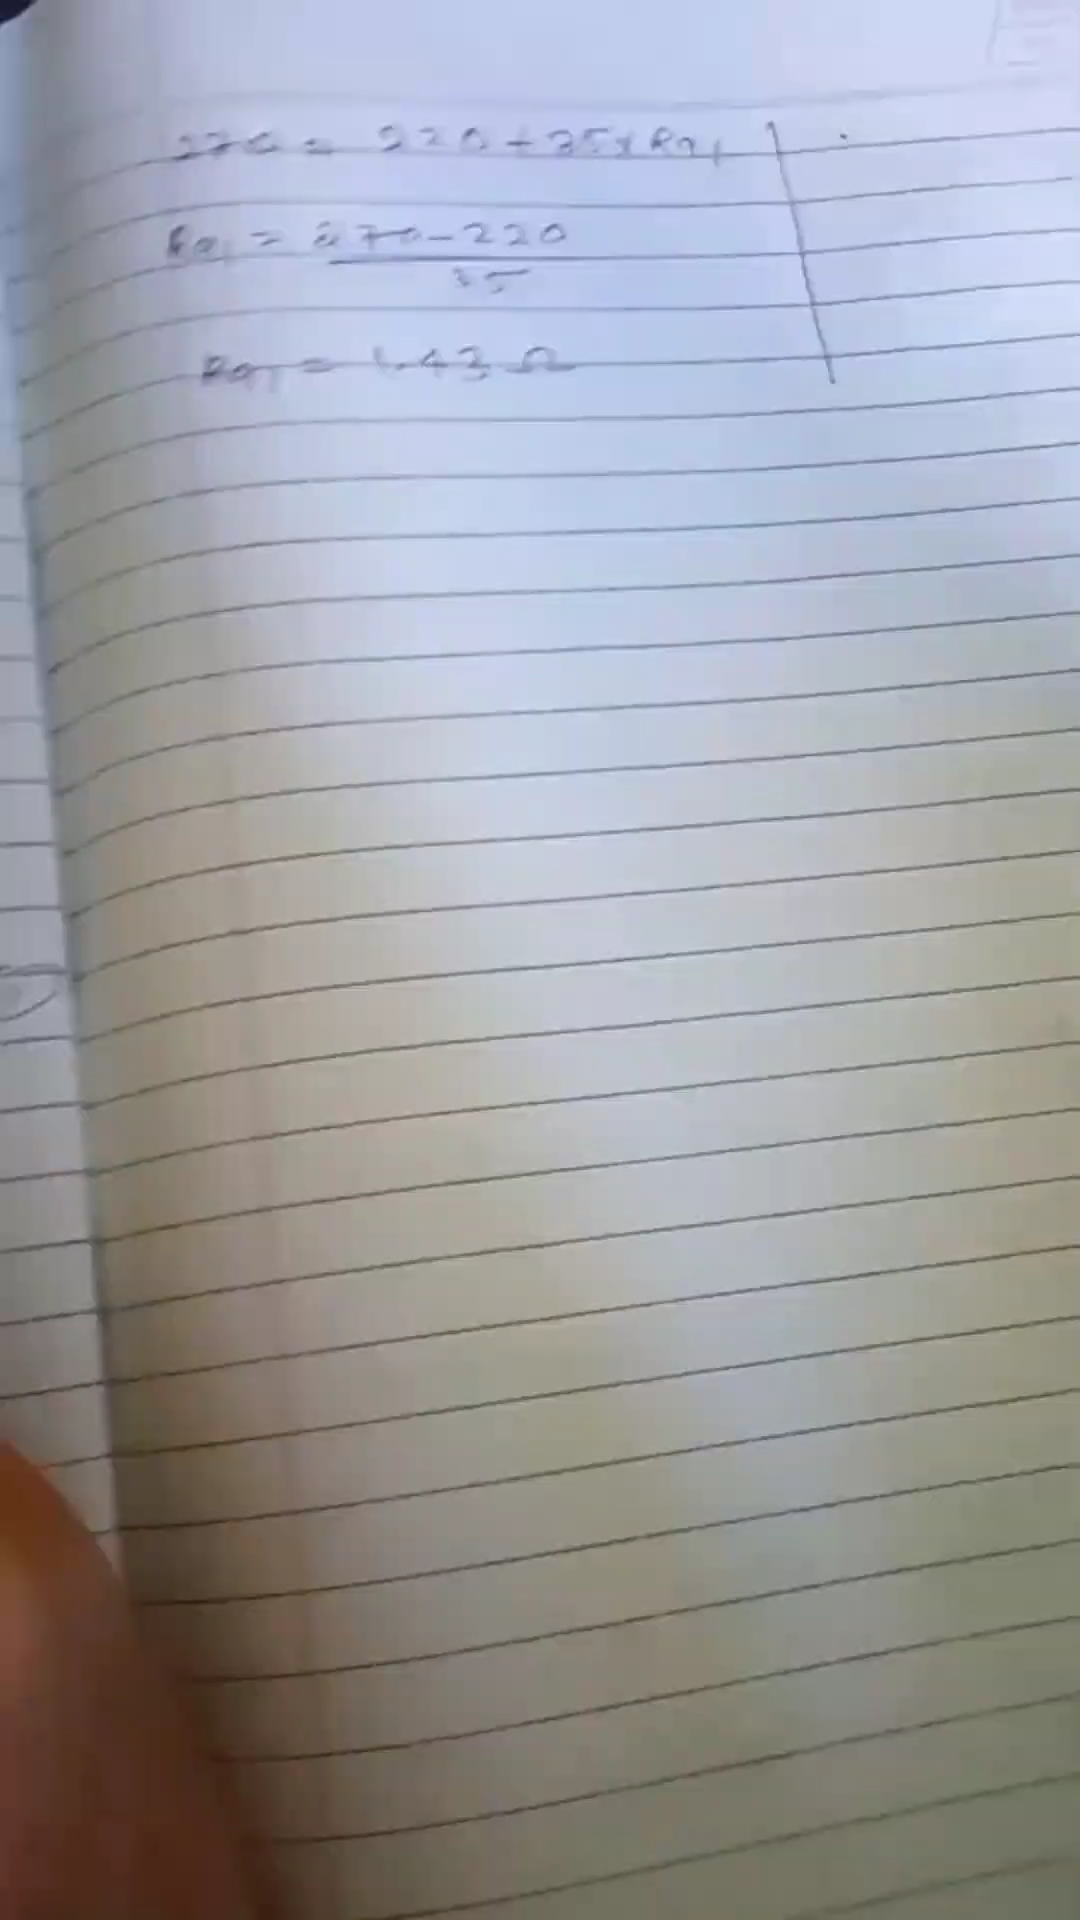 270 = 220 + 35 x Ra1
Ra1 = 270-220
35
Ra1 = 1.43 Ω